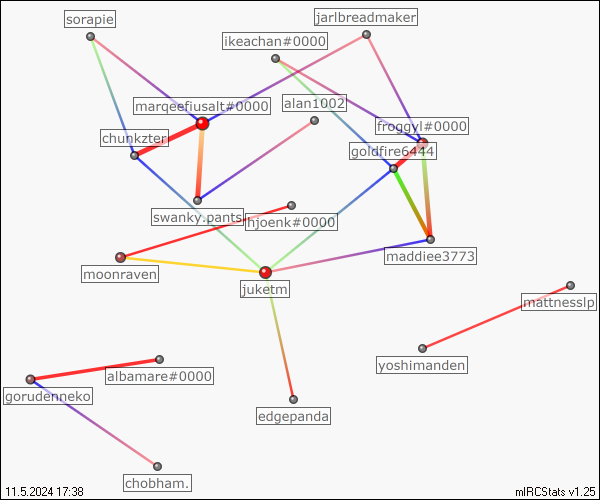 sorapie
jarlbreadmaker
ikeachan#0000
marqeefiusalt#0000
alan1002
froggyl#0000
chunkzter
goldfire6444
swanky.pants
hjoenk#0000
maddiee3773
moonraven
juketm
mattnesslp
yoshimanden
albamare#0000
gorudenneko
edgepanda
chobham.
11.5.2024 17:38
mIRCStats v1.25